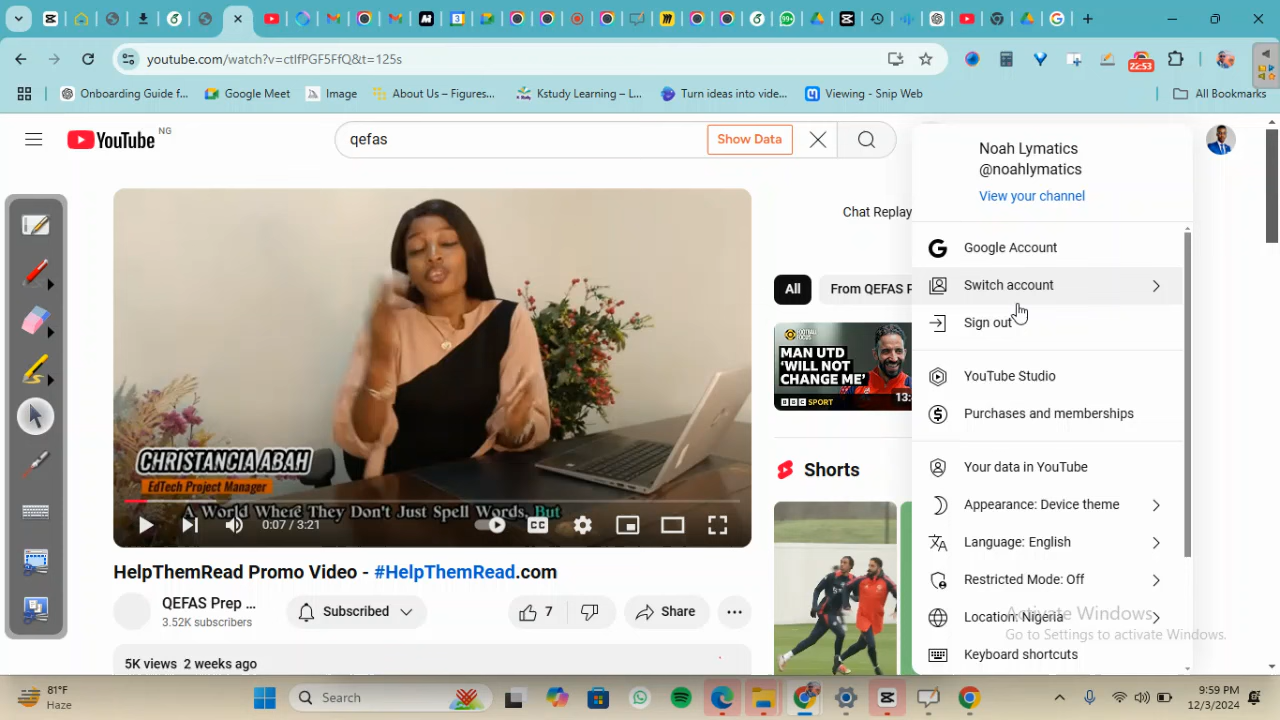 youtube.com/watch?v=ctIfPGF5FfQ&t=125s
22:53
Onboarding Guide f...
Google Meet
Image
About Us – Figures...
Kstudy Learning – L...
Turn ideas into vide...
Viewing - Snip Web
All Bookmarks
YouTube NG
qefas
Show Data
Noah Lymatics
@noahlymatics
View your channel
Chat Replay
Google Account
All
From QEFAS P
Switch account
Sign out
MAN UTD
'WILL NOT
CHANGE ME'
BBC SPORT
13:
YouTube Studio
Purchases and memberships
CHRISTANCIA ABAH
EdTech Project Manager
A World Where They Don't Just Spell Words, But
0:07 / 3:21
CC
Shorts
Your data in YouTube
Appearance: Device theme
Language: English
Restricted Mode: Off
Location: Nigeria
Keyboard shortcuts
HelpThemRead Promo Video - #HelpThemRead.com
QEFAS Prep ...
3.52K subscribers
Subscribed
7
Share
Activate Windows
Go to Settings to activate Windows.
5K views 2 weeks ago
81°F
Haze
Search
9:59 PM
12/3/2024